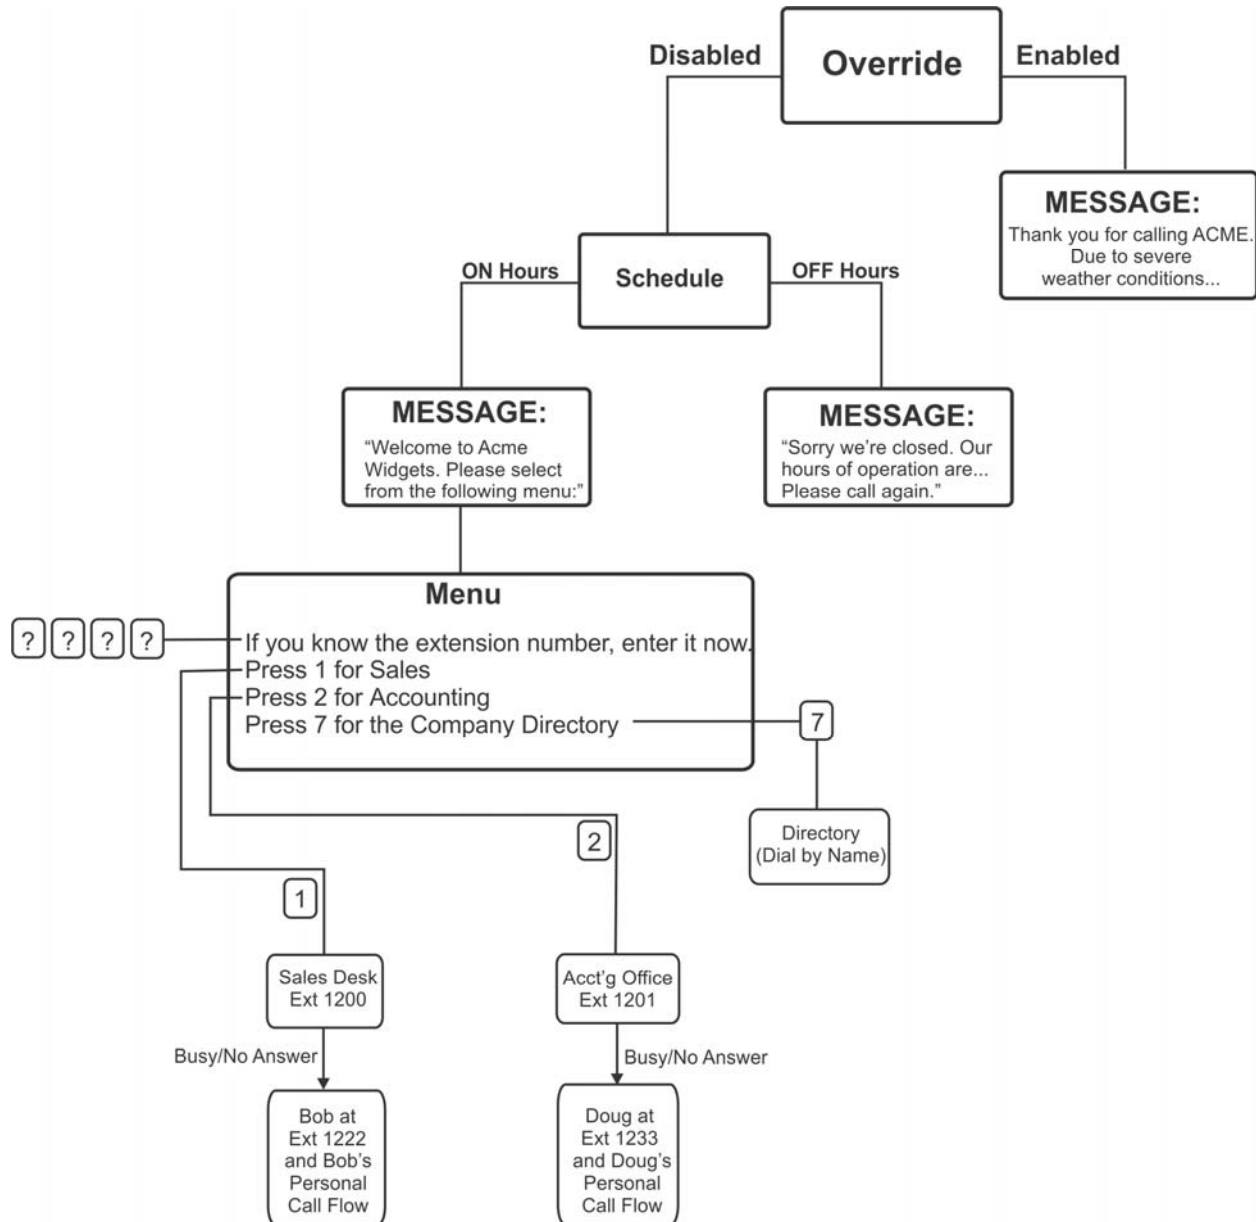 Disabled
Override
Enabled
MESSAGE:
Thank you for calling ACME.
Due to severe
weather conditions...
ON Hours
Schedule
OFF Hours
MESSAGE:
“Welcome to Acme
Widgets. Please select
from the following menu:”
MESSAGE:
“Sorry we’re closed. Our
hours of operation are...
Please call again.”
Menu
? ? ? ?
If you know the extension number, enter it now.
Press 1 for Sales
Press 2 for Accounting
Press 7 for the Company Directory
7
Directory
(Dial by Name)
2
1
Sales Desk
Ext 1200
Acct’g Office
Ext 1201
Busy/No Answer
Busy/No Answer
Bob at
Ext 1222
and Bob’s
Personal
Call Flow
Doug at
Ext 1233
and Doug’s
Personal
Call Flow